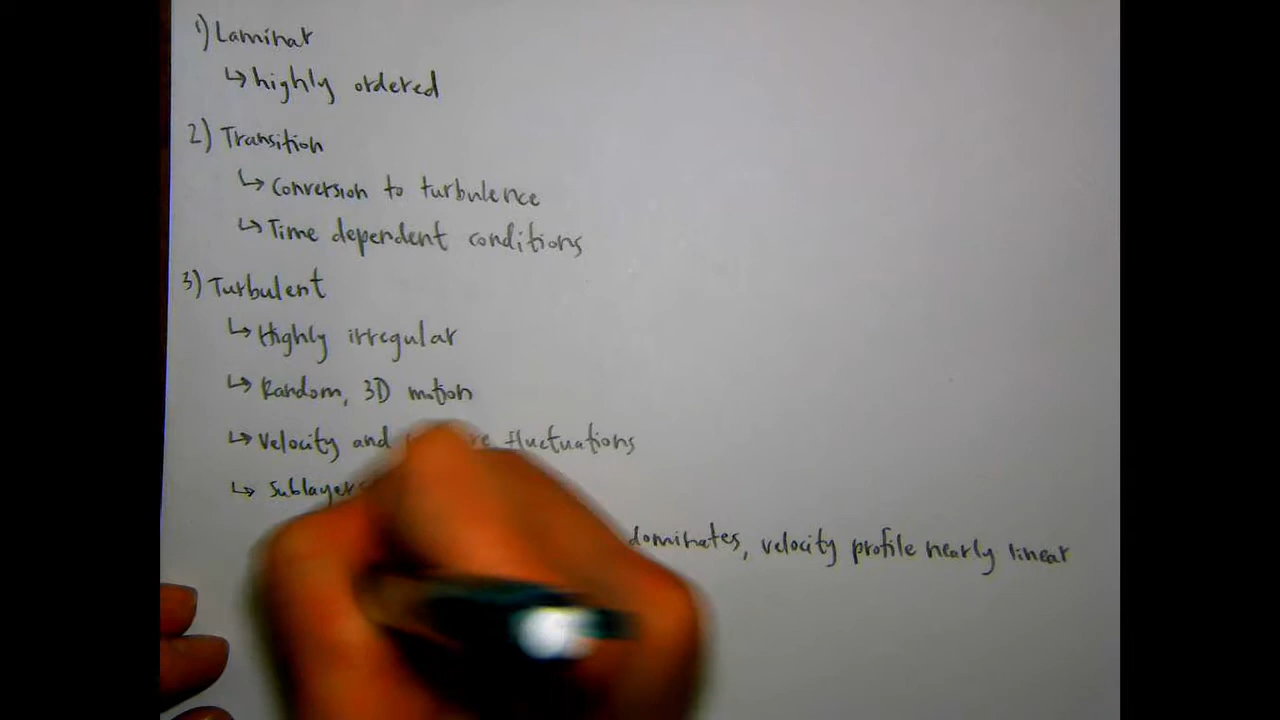 1) Laminar
↳ highly ordered
2) Transition
↳ Conversion to turbulence
↳ Time dependent conditions
3) Turbulent
↳ Highly irregular
↳ Random, 3D motion
↳ Velocity and fluctuations
↳ Sublayers
dominates, velocity profile nearly linear